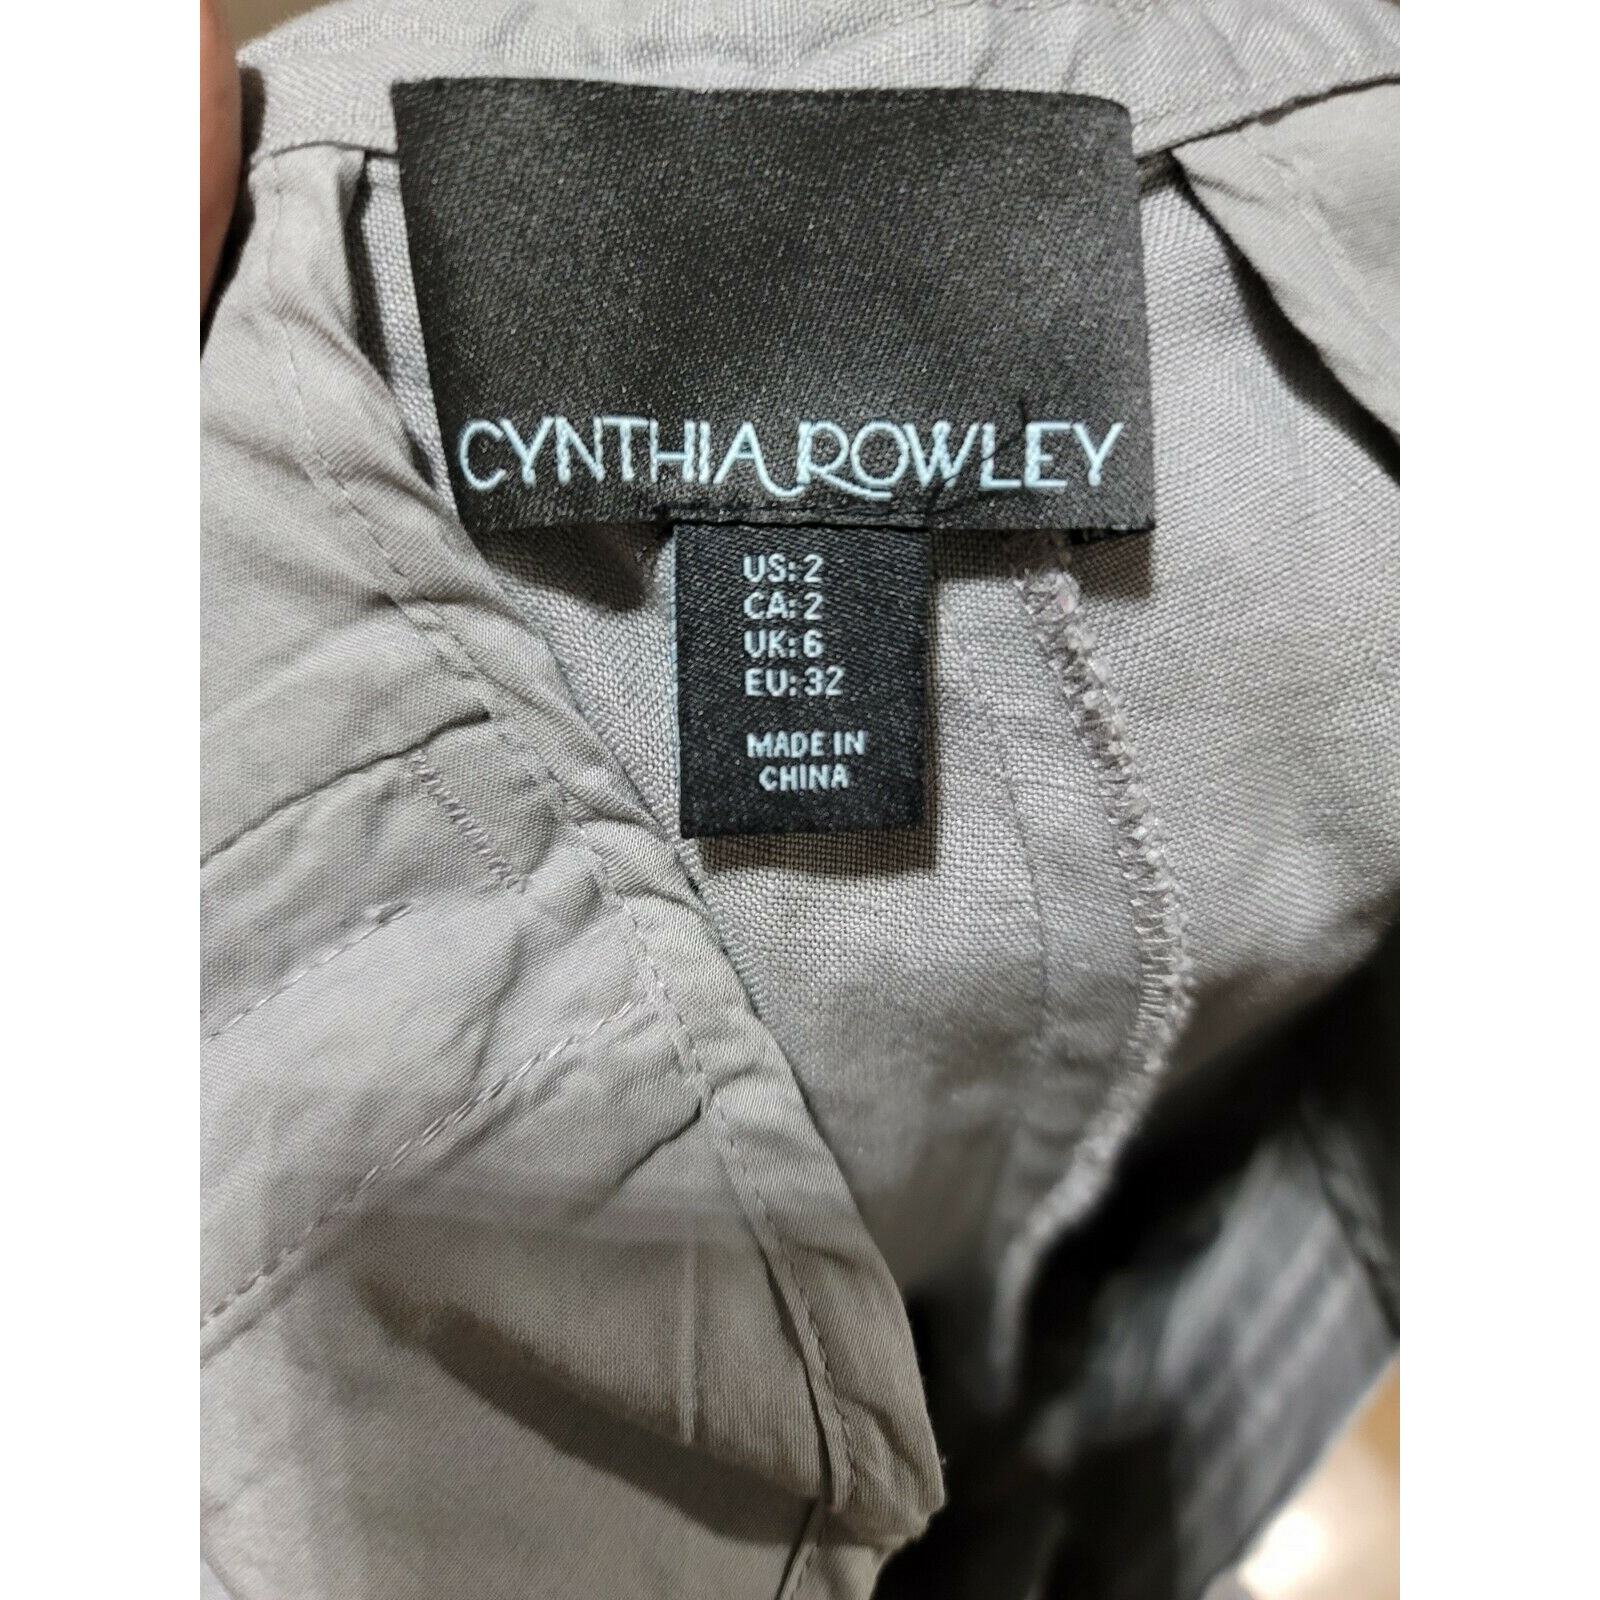 CYNTHIA ROWLEY
US: 2
CA: 2
UK: 6
EU: 32
MADE IN
CHINA